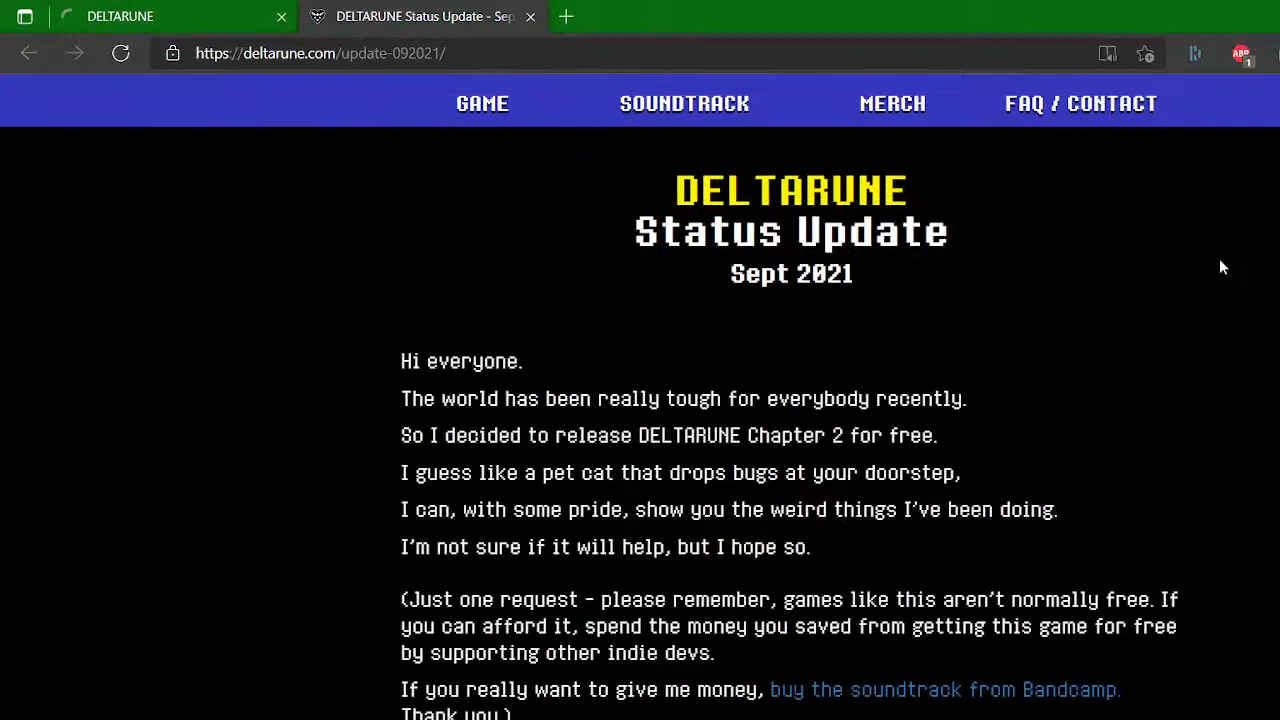 DELTARUNE
DELTARUNE Status Update - Sep
https://deltarune.com/update-092021/
ABP
1
GAME
SOUNDTRACK
MERCH
FAQ / CONTACT
DELTARUNE
Status Update
Sept 2021
Hi everyone.
The world has been really tough for everybody recently.
So I decided to release DELTARUNE Chapter 2 for free.
I guess like a pet cat that drops bugs at your doorstep,
I can, with some pride, show you the weird things I've been doing.
I'm not sure if it will help, but I hope so.
(Just one request - please remember, games like this aren't normally free. If
you can afford it, spend the money you saved from getting this game for free
by supporting other indie devs.
If you really want to give me money, buy the soundtrack from Bandcamp.
Thank you.)